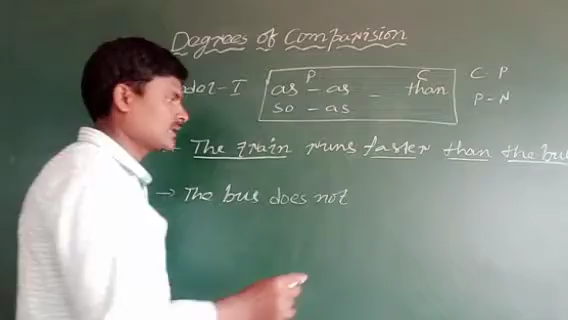 Degrees of Comparision
del-I
P C
as - as - than
so - as
C - P
P - N
The train runs faster than the bu
→ The bus does not